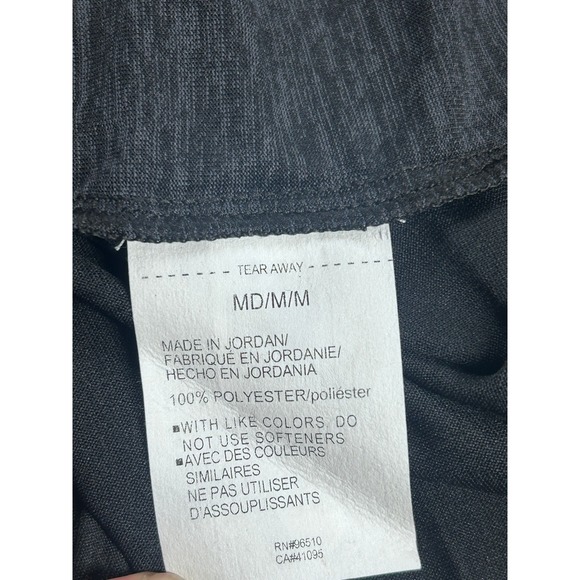 TEAR AWAY
MD/M/M
MADE IN JORDAN/
FABRIQUÉ EN JORDANIE/
HECHO EN JORDANIA
100% POLYESTER/poliéster
WITH LIKE COLORS, DO
NOT USE SOFTENERS
AVEC DES COULEURS
SIMILAIRES
NE PAS UTILISER
D'ASSOUPLISSANTS
RN#96510
CA#41095